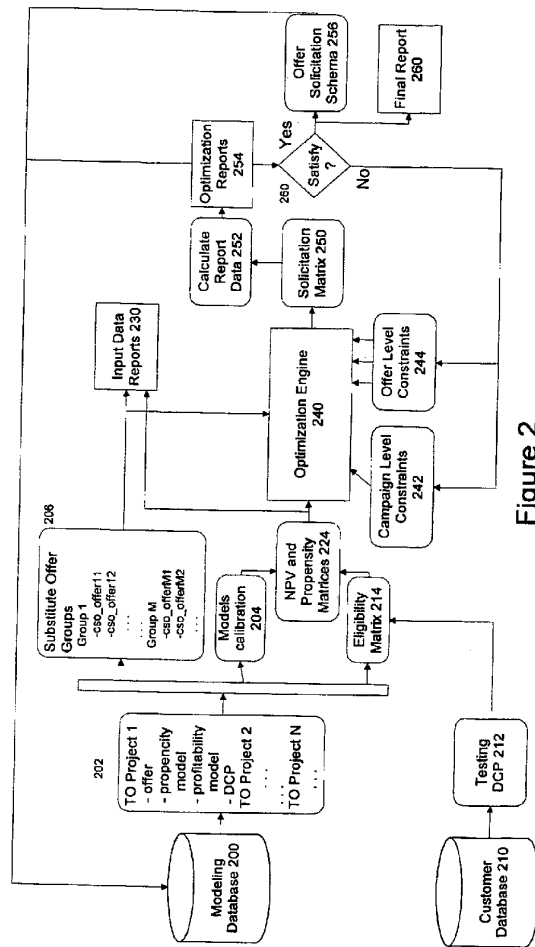 Modeling
Database 200
202
TO Project 1
- offer
- propencity
model
- profitability
model
- DCP
TO Project 2
. . .
. . .
TO Project N
. . .
Customer
Database 210
Testing
DCP 212
206
Substitute Offer
Groups
Group 1
-cso_offer11
-cso_offer12
. . .
. . .
Group M
-cso_offerM1
-cso_offerM2
. . .
Models
calibration
204
Eligibility
Matrix 214
NPV and
Propensity
Matrices 224
Input Data
Reports 230
Optimization Engine
240
Campaign Level
Constraints
242
Offer Level
Constraints
244
Solicitation
Matrix 250
Calculate
Report
Data 252
Optimization
Reports
254
260
Satisfy
?
Yes
No
Offer
Solicitation
Schema 256
Final Report
260
Figure 2